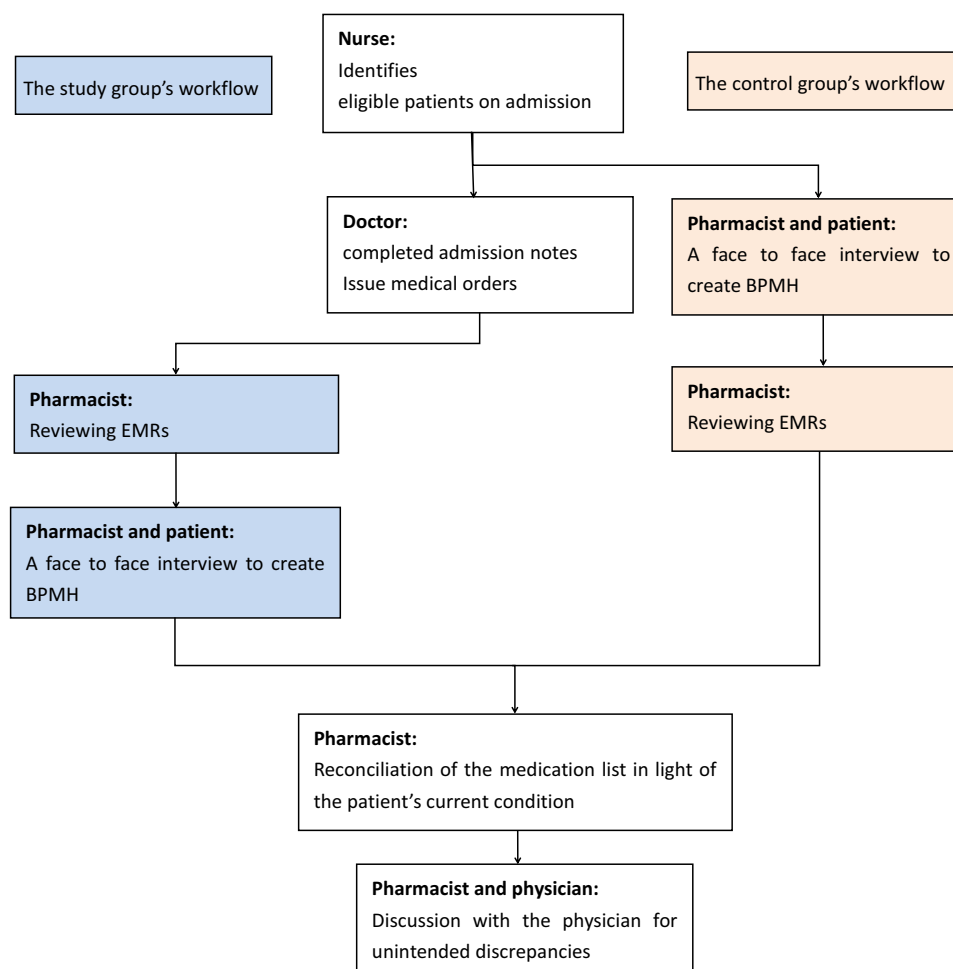 Nurse:
Identifies
eligible patients on admission
The study group's workflow
The control group's workflow
Doctor:
completed admission notes
Issue medical orders
Pharmacist and patient:
A face to face interview to
create BPMH
Pharmacist:
Reviewing EMRs
Pharmacist:
Reviewing EMRs
Pharmacist and patient:
A face to face interview to create
BPMH
Pharmacist:
Reconciliation of the medication list in light of
the patient's current condition
Pharmacist and physician:
Discussion with the physician for
unintended discrepancies